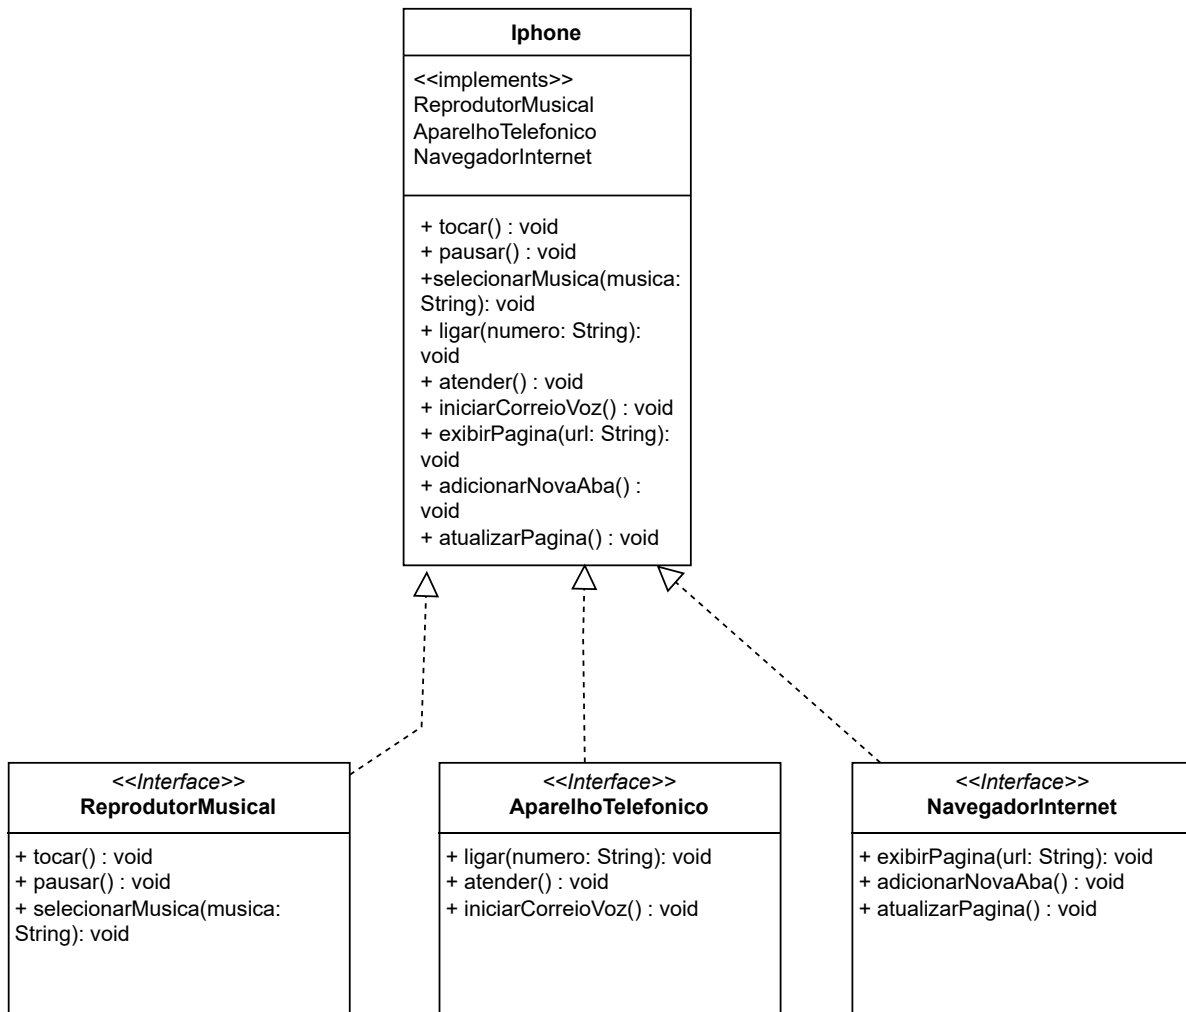 Iphone
<<implements>>
ReprodutorMusical
AparelhoTelefonico
NavegadorInternet
+ tocar() : void
+ pausar() : void
+selecionarMusica(musica:
String): void
+ ligar(numero: String):
void
+ atender() : void
+ iniciarCorreioVoz() : void
+ exibirPagina(url: String):
void
+ adicionarNovaAba() :
void
+ atualizarPagina() : void
<<Interface>>
ReprodutorMusical
+ tocar() : void
+ pausar() : void
+ selecionarMusica(musica:
String): void
<<Interface>>
AparelhoTelefonico
+ ligar(numero: String): void
+ atender() : void
+ iniciarCorreioVoz() : void
<<Interface>>
NavegadorInternet
+ exibirPagina(url: String): void
+ adicionarNovaAba() : void
+ atualizarPagina() : void